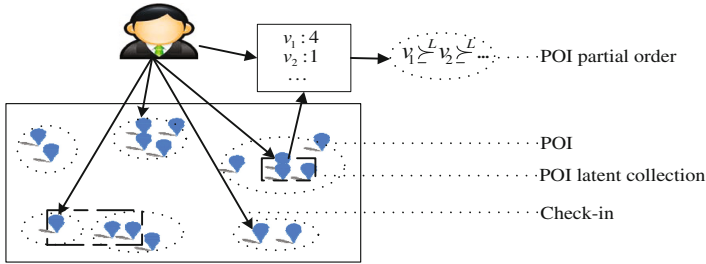 v₁ : 4
v₂ : 1
...
v₁ ≽ᴸ v₂ ≽ᴸ ...
POI partial order
POI
POI latent collection
Check-in